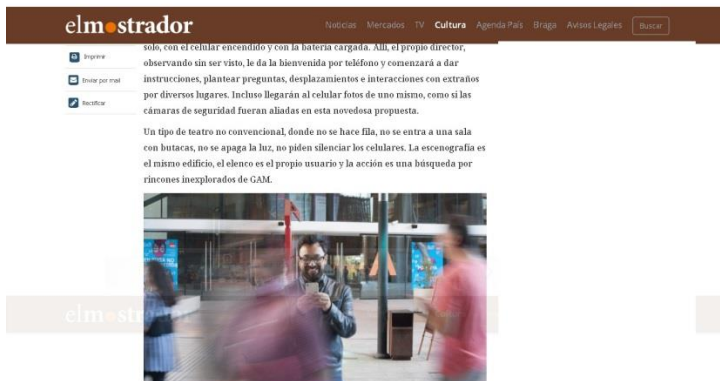 elmostrador
Noticias Mercados TV Cultura Agenda País Braga Avisos Legales Buscar
Imprimir
Enviar por mail
Rectificar
solo, con el celular encendido y con la batería cargada. Allí, el propio director,
observando sin ser visto, le da la bienvenida por teléfono y comenzará a dar
instrucciones, plantear preguntas, desplazamientos e interacciones con extraños
por diversos lugares. Incluso llegarán al celular fotos de uno mismo, como si las
cámaras de seguridad fueran aliadas en esta novedosa propuesta.
Un tipo de teatro no convencional, donde no se hace fila, no se entra a una sala
con butacas, no se apaga la luz, no piden silenciar los celulares. La escenografía es
el mismo edificio, el elenco es el propio usuario y la acción es una búsqueda por
rincones inexplorados de GAM.